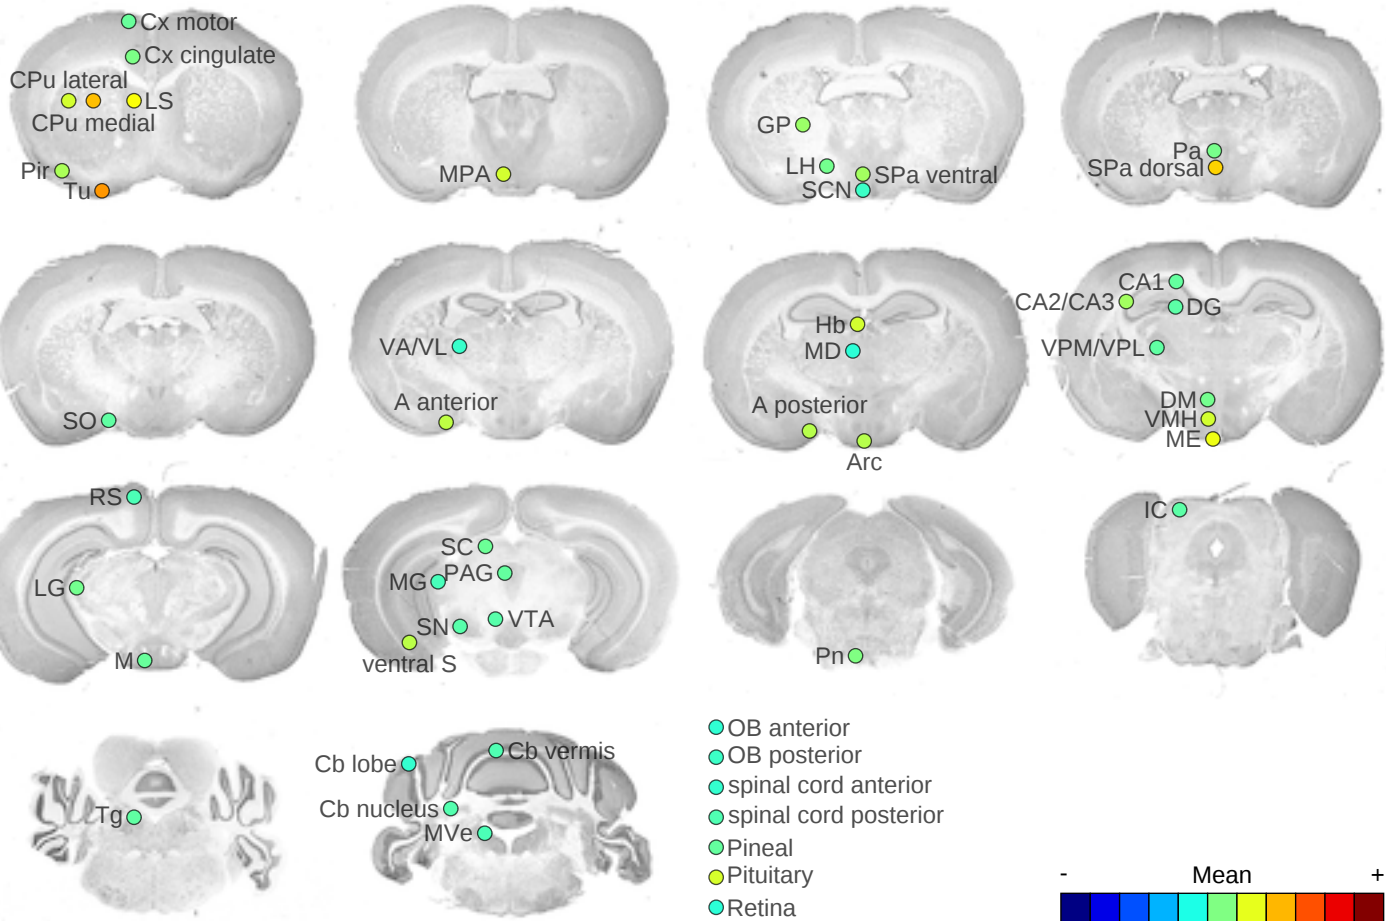 Cx motor
Cx cingulate
CPu lateral
LS
CPu medial
Pir
Tu
MPA
GP
LH
SPa ventral
SCN
Pa
SPa dorsal
SO
VA/VL
A anterior
Hb
MD
A posterior
Arc
CA1
CA2/CA3
DG
VPM/VPL
DM
VMH
ME
RS
LG
M
SC
MG
PAG
SN
VTA
ventral S
Pn
IC
Tg
Cb lobe
Cb vermis
Cb nucleus
MVe
OB anterior
OB posterior
spinal cord anterior
spinal cord posterior
Pineal
Pituitary
Retina
- Mean +